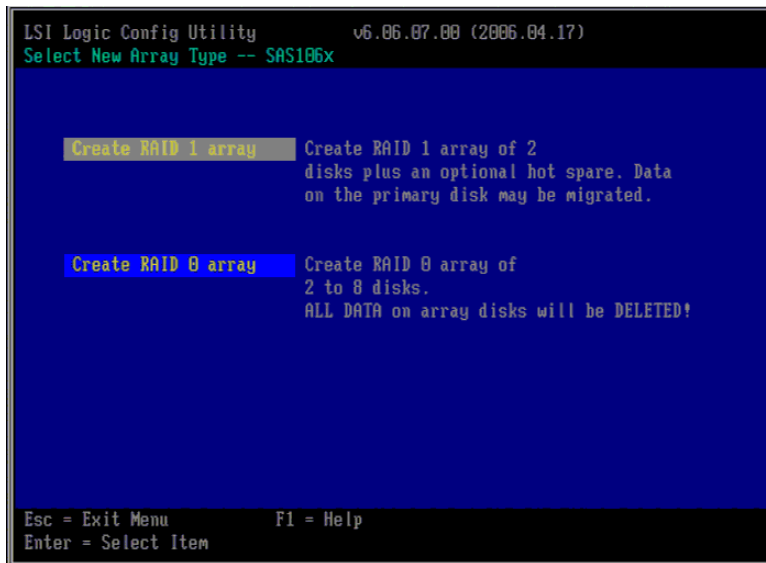 LSI Logic Config Utility v6.06.07.00 (2006.04.17)
Select New Array Type -- SAS106x
Create RAID 1 array Create RAID 1 array of 2
disks plus an optional hot spare. Data
on the primary disk may be migrated.
Create RAID 0 array Create RAID 0 array of
2 to 8 disks.
ALL DATA on array disks will be DELETED!
Esc = Exit Menu F1 = Help
Enter = Select Item